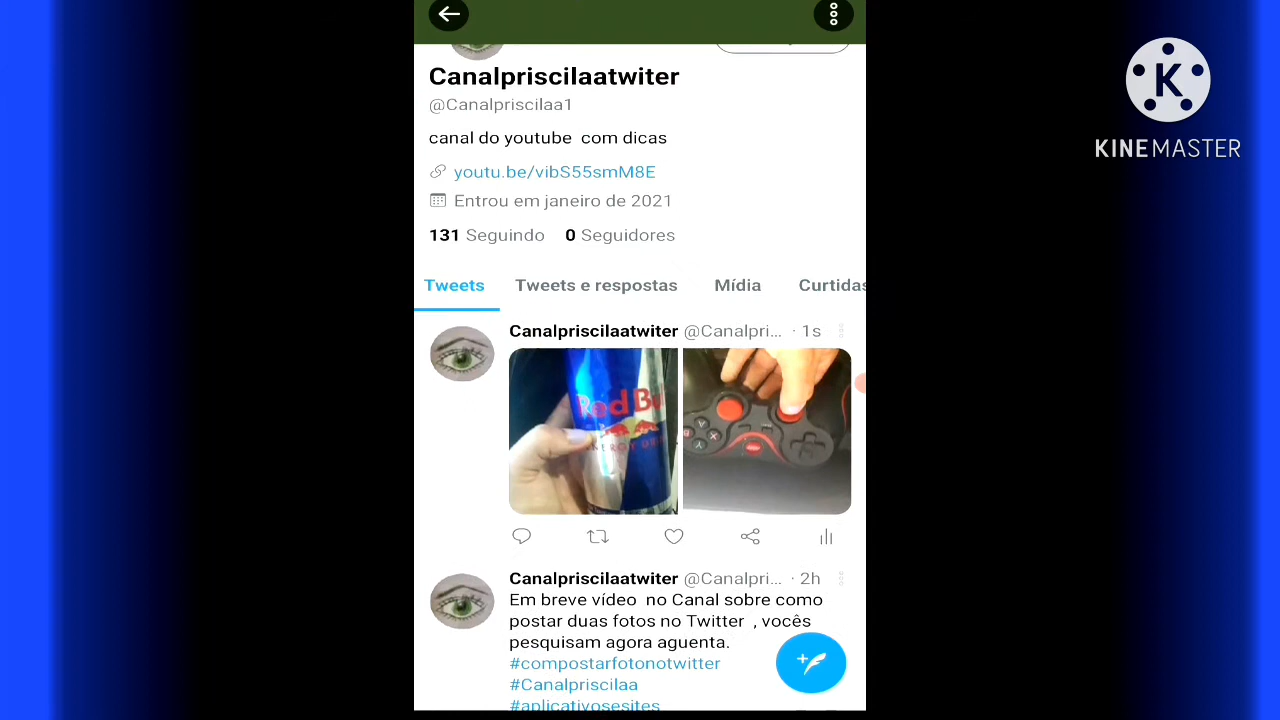 Canalpriscilaatwiter
@Canalpriscilaa1
canal do youtube com dicas
youtu.be/vibS55smM8E
Entrou em janeiro de 2021
131 Seguindo 0 Seguidores
Tweets Tweets e respostas Mídia Curtidas
Canalpriscilaatwiter @Canalpri... · 1s
Red Bu
Canalpriscilaatwiter @Canalpri... · 2h
Em breve vídeo no Canal sobre como
postar duas fotos no Twitter , vocês
pesquisam agora aguenta.
#compostarfotonotwitter
#Canalpriscilaa
#aplicativosesites
K
KINEMASTER